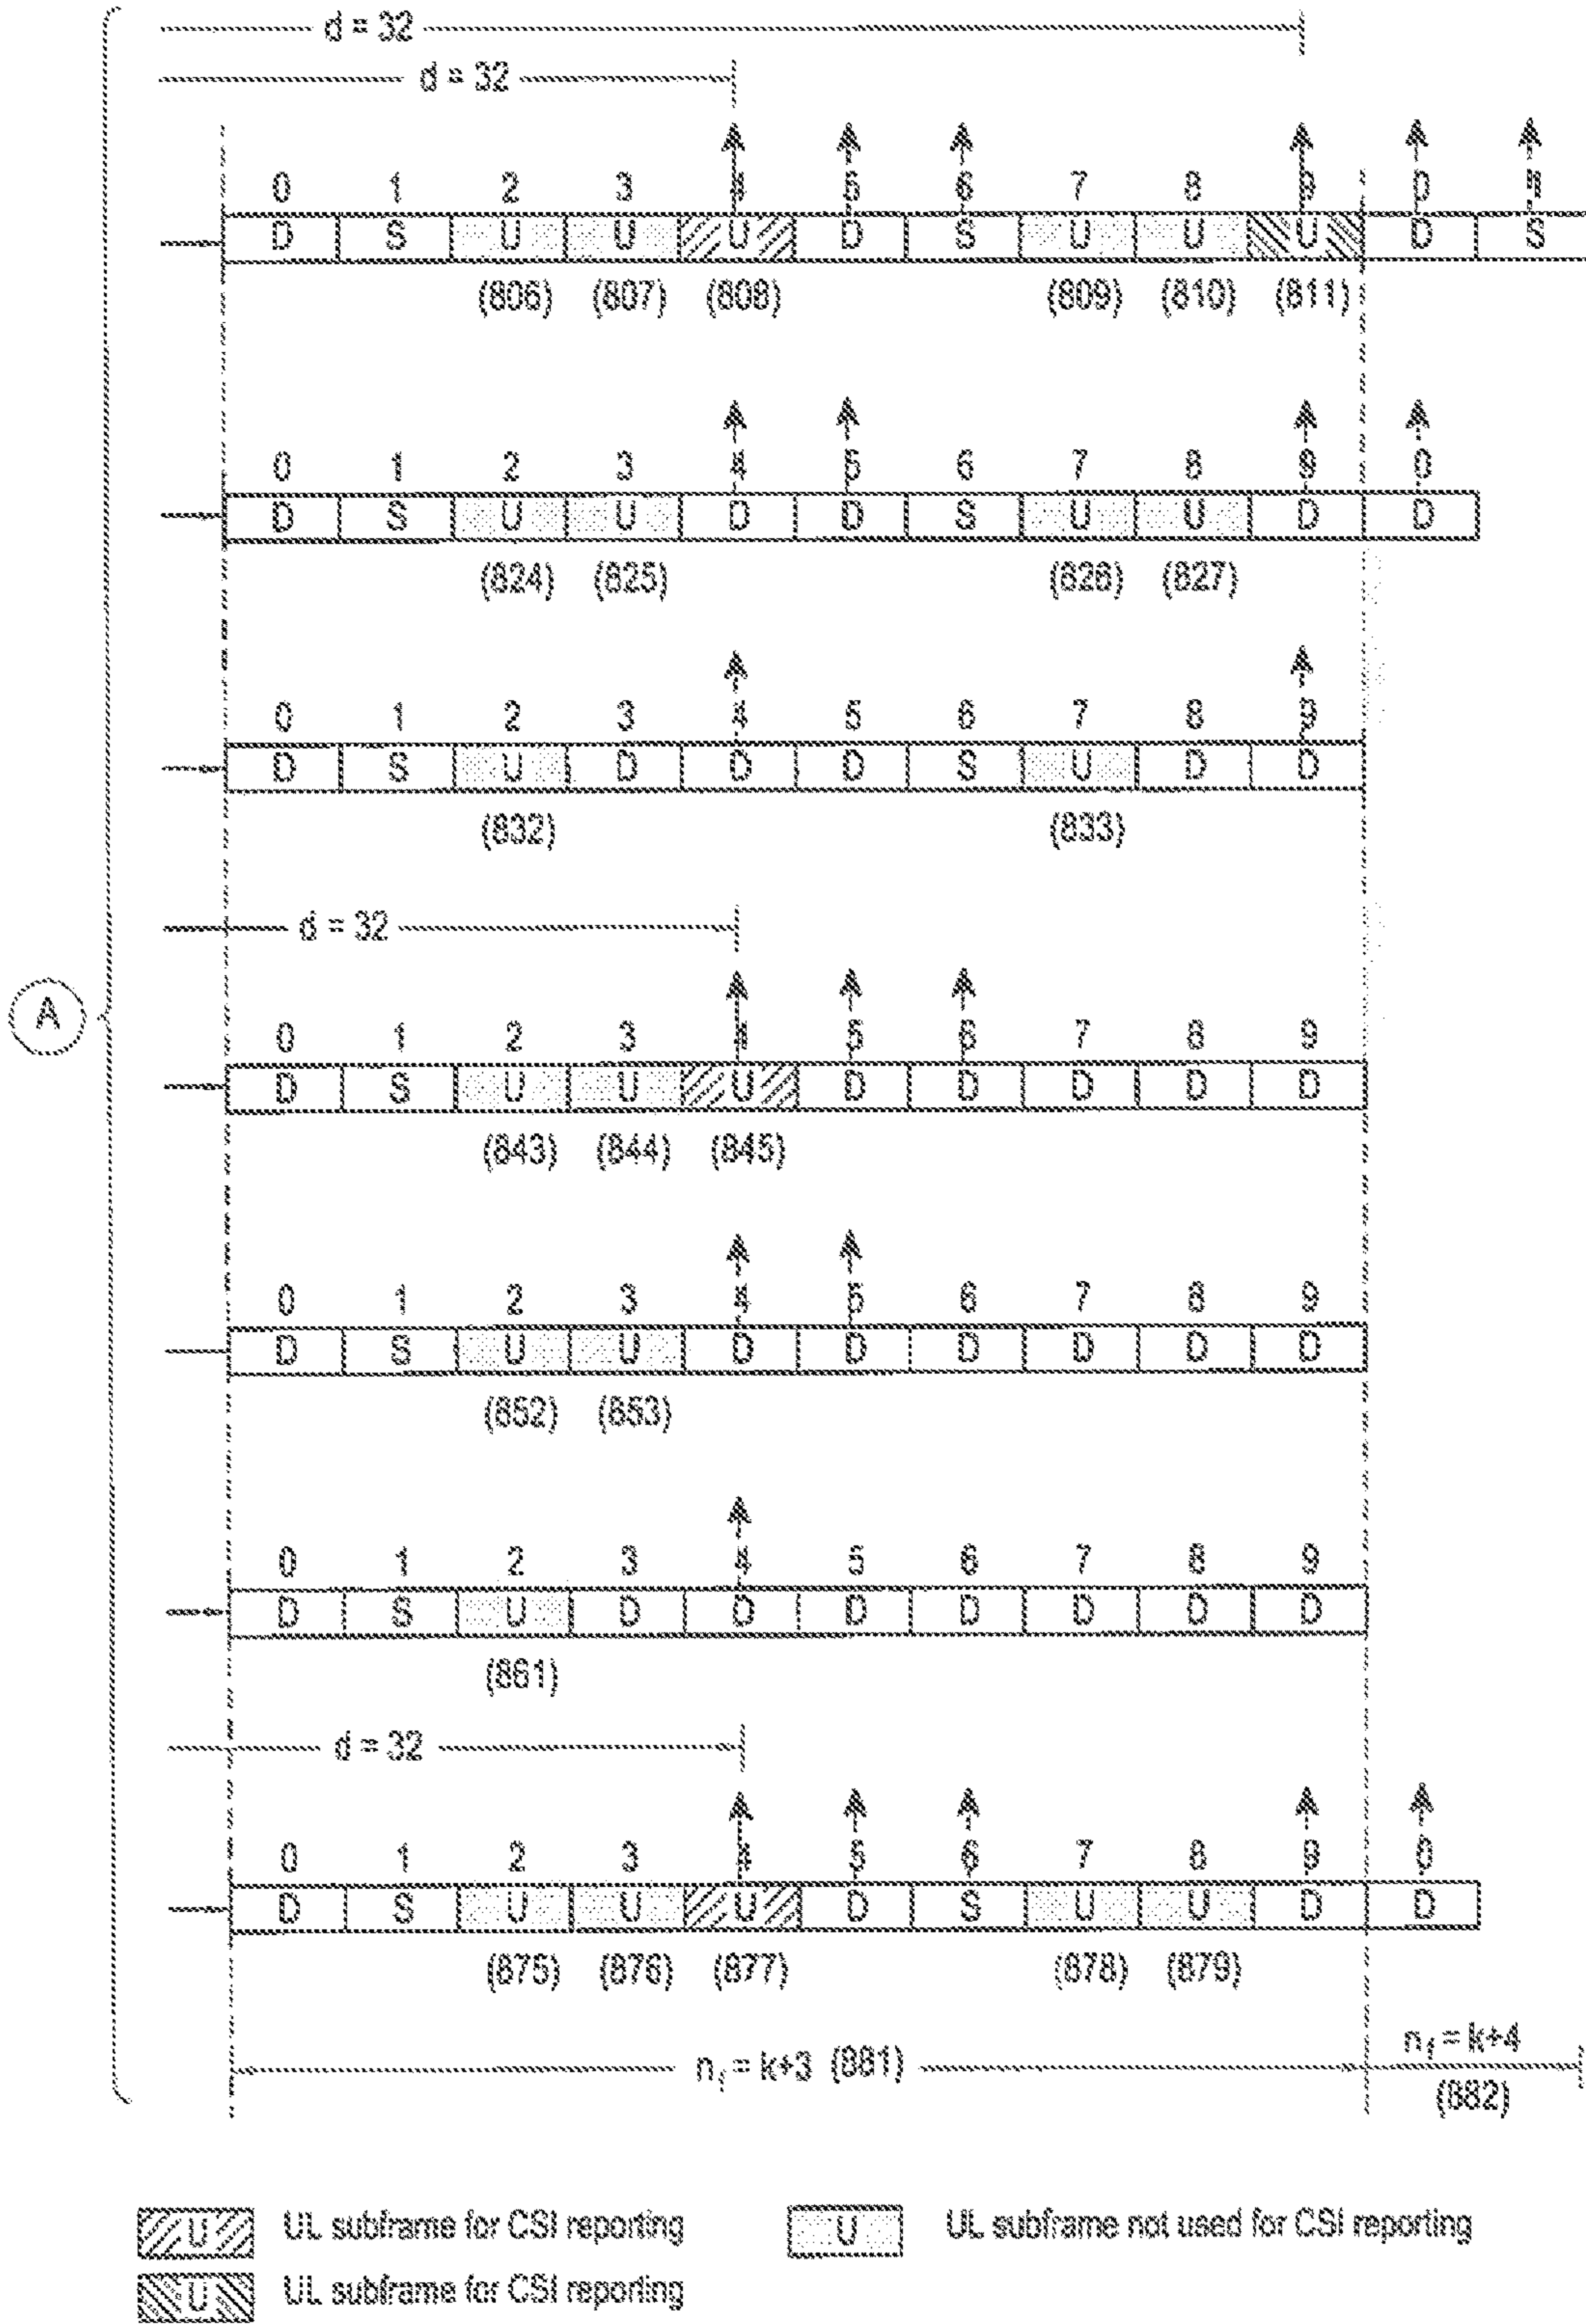 d = 32
d = 32
0 1 2 3 4 5 6 7 8 9 0 1
D S U U U D S U U U D S
(806) (807) (808) (809) (810) (811)
0 1 2 3 4 5 6 7 8 9 0
D S U U D D S U U D D
(824) (825) (826) (827)
0 1 2 3 4 5 6 7 8 9
D S U D D D S U D D
(832) (833)
d = 32
A
0 1 2 3 4 5 6 7 8 9
D S U U U D D D D D
(843) (844) (845)
0 1 2 3 4 5 6 7 8 9
D S U U D D D D D D
(852) (853)
0 1 2 3 4 5 6 7 8 9
D S U D D D D D D D
(861)
d = 32
0 1 2 3 4 5 6 7 8 9 0
D S U U U D S U U D D
(875) (876) (877) (878) (879)
nf = k+3 (881)
nf = k+4
(882)
U UL subframe for CSI reporting
U UL subframe not used for CSI reporting
U UL subframe for CSI reporting